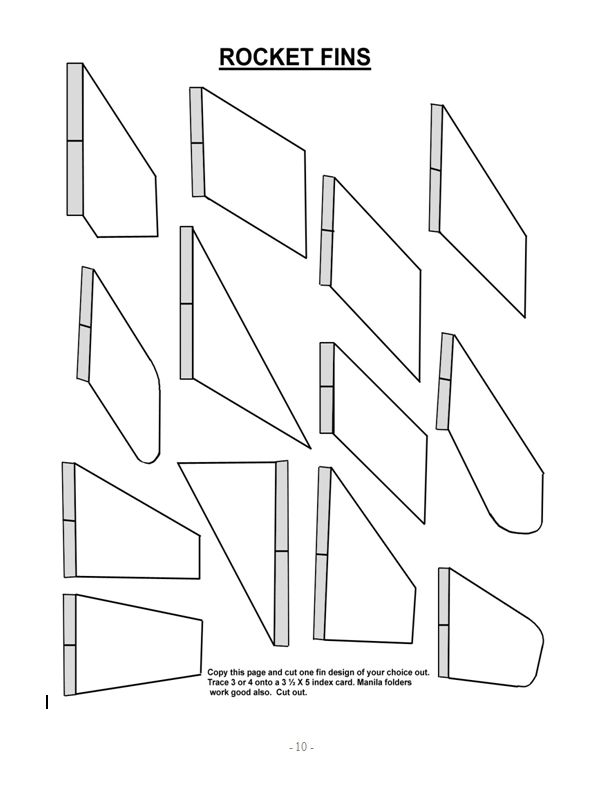 ROCKET FINS
Copy this page and cut one fin design of your choice out.
Trace 3 or 4 onto a 3 ½ X 5 index card. Manila folders
work good also.  Cut out.
- 10 -